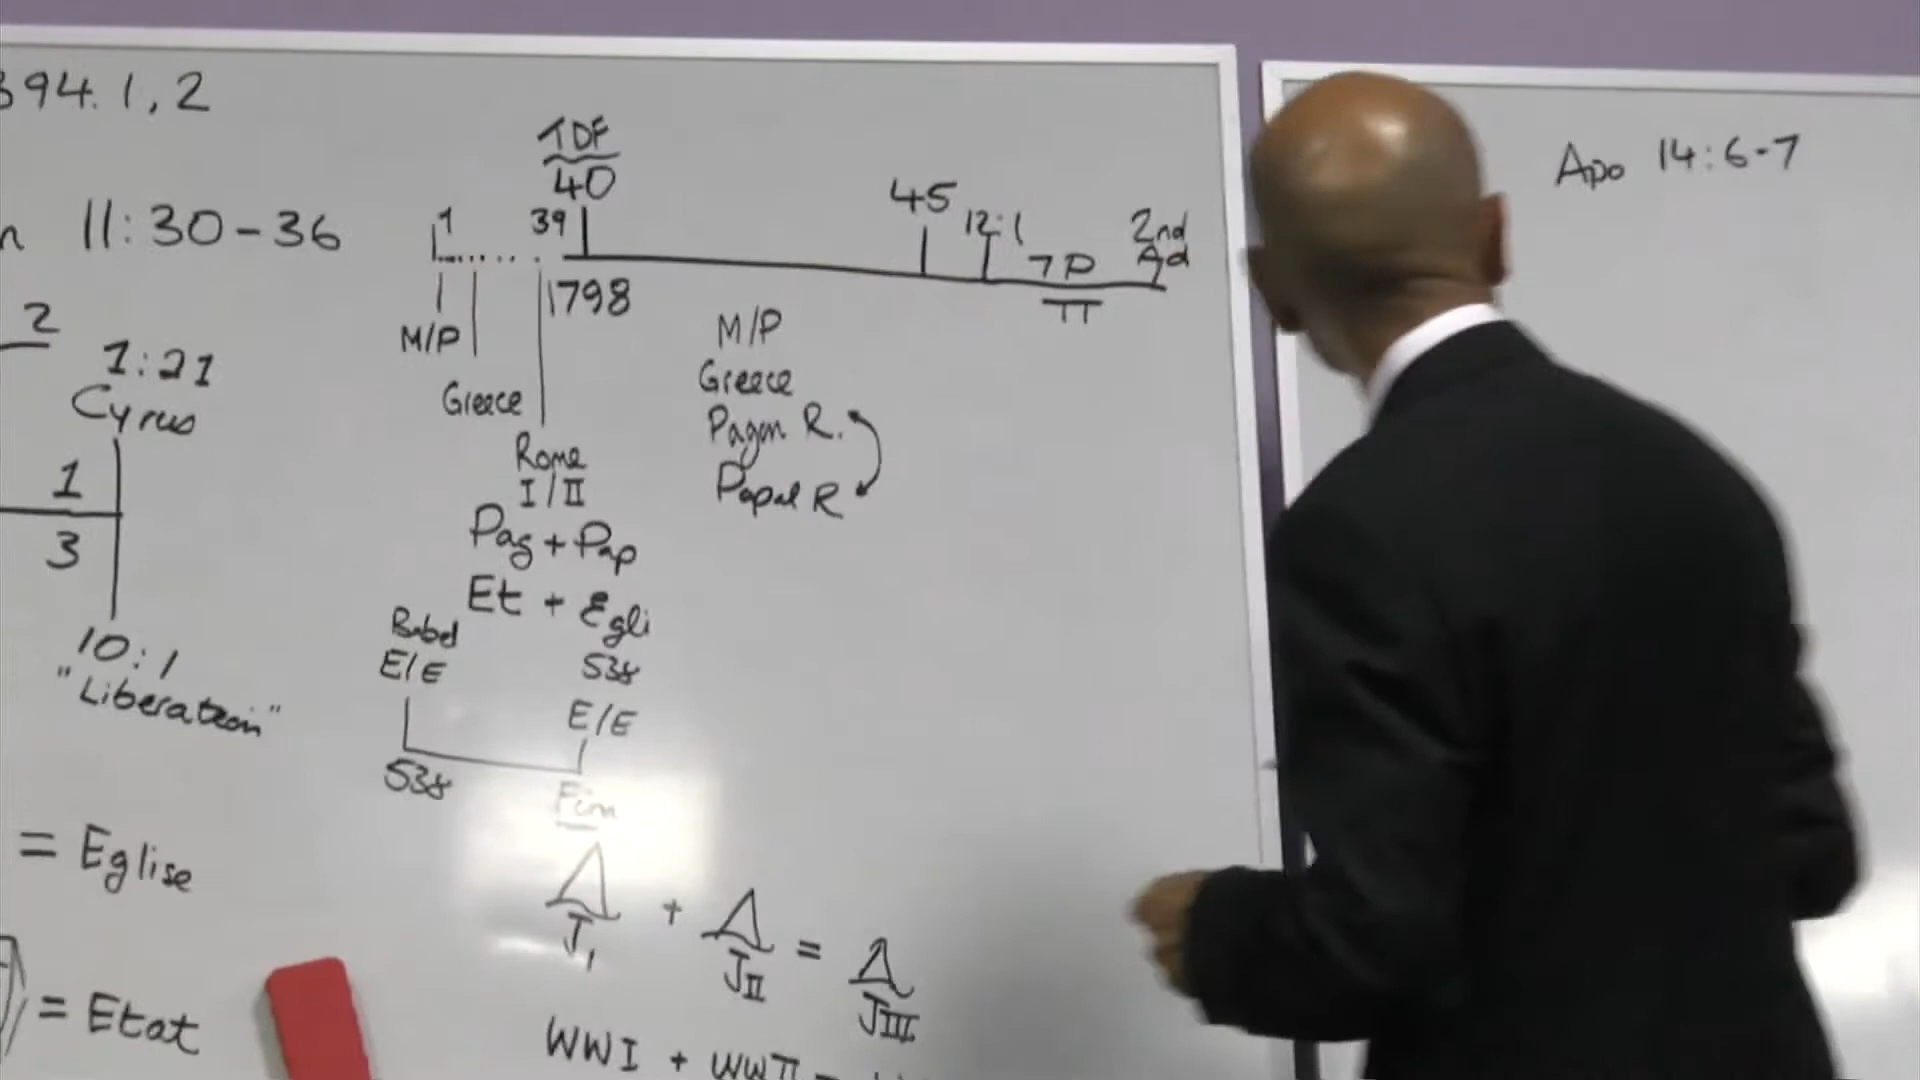 394.1,2
11:30-36
2
1:21
Cyrus
1
3
10:1
"Liberation"
= Eglise
= Etat
TDF
40
1 39
1798
45 12:1 7P 2nd Ad
M/P
Greece
Rome
I/II
Pag + Pap
Et + Egli
Babel 538
E/E E/E
538 Fin
M/P
Greece
Pagan R.
Papal R
J1 + JII = JIII
WWI + WWII =
Apo 14:6-7